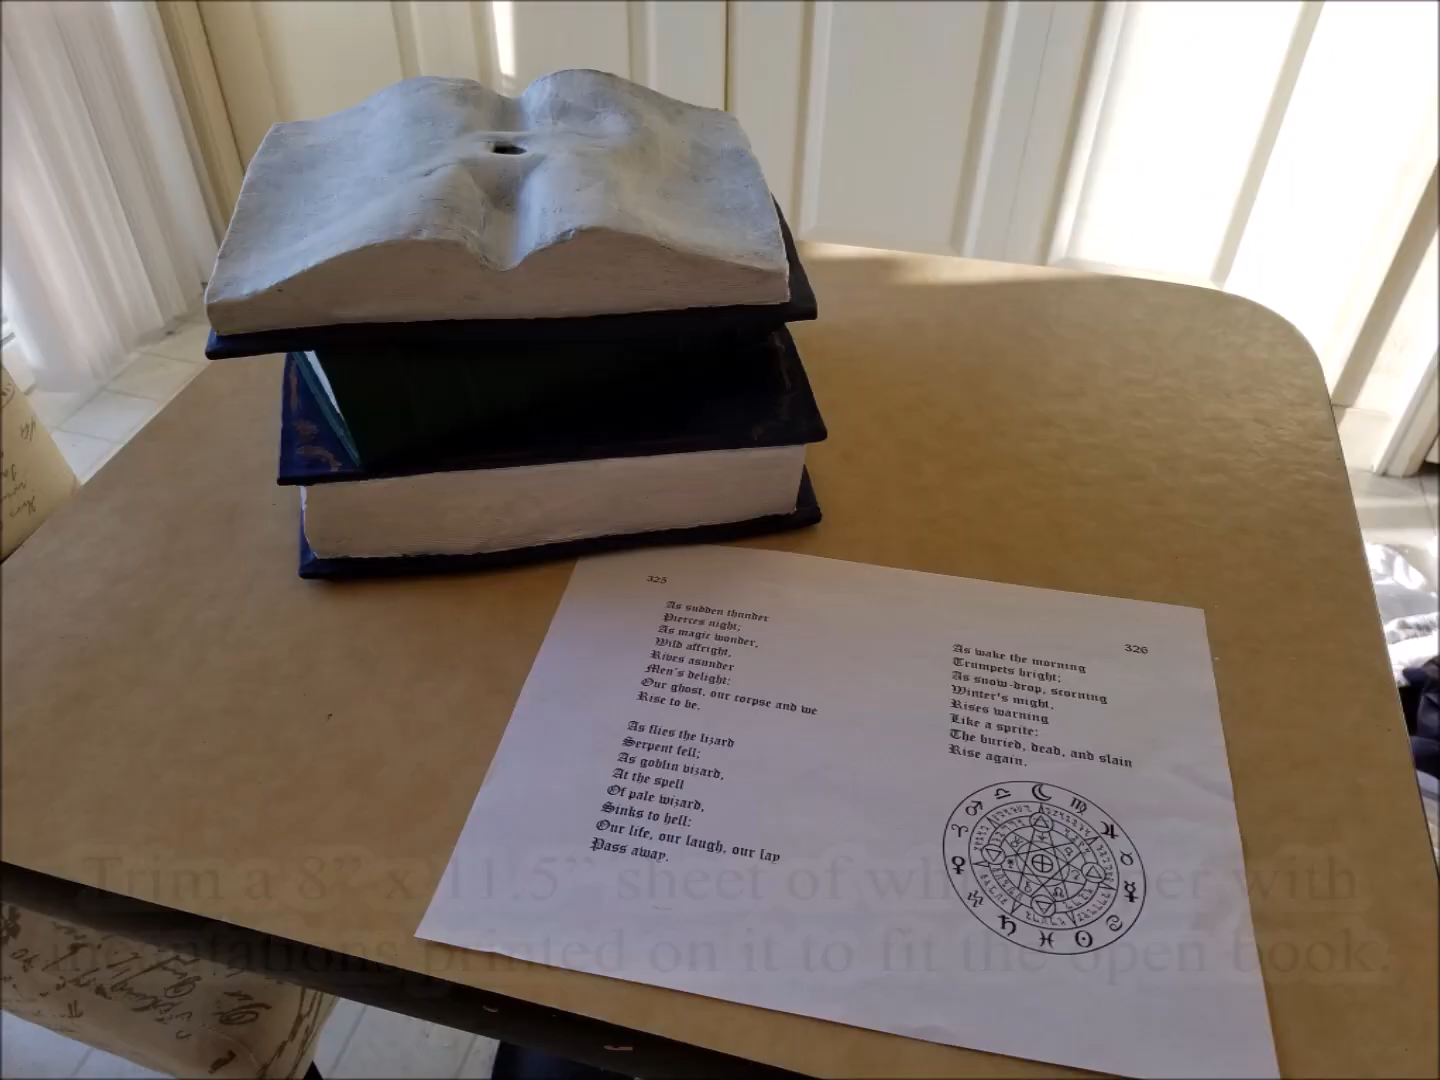 325
As sudden thunder
Pierces night;
As magic wonder,
Wild affright,
Rives asunder
Men's delight:
Our ghost, our corpse and we
Rise to be.
As flies the lizard
Serpent fell;
As goblin vizard,
At the spell
Of pale wizard,
Sinks to hell:
Our life, our laugh, our lay
Pass away.
326
As wake the morning
Trumpets bright;
As snow-drop, scorning
Winter's might,
Rises warning
Like a sprite:
The buried, dead, and slain
Rise again.
Trim a 8” x 11.5” sheet of white paper with
incantations printed on it to fit the open book.